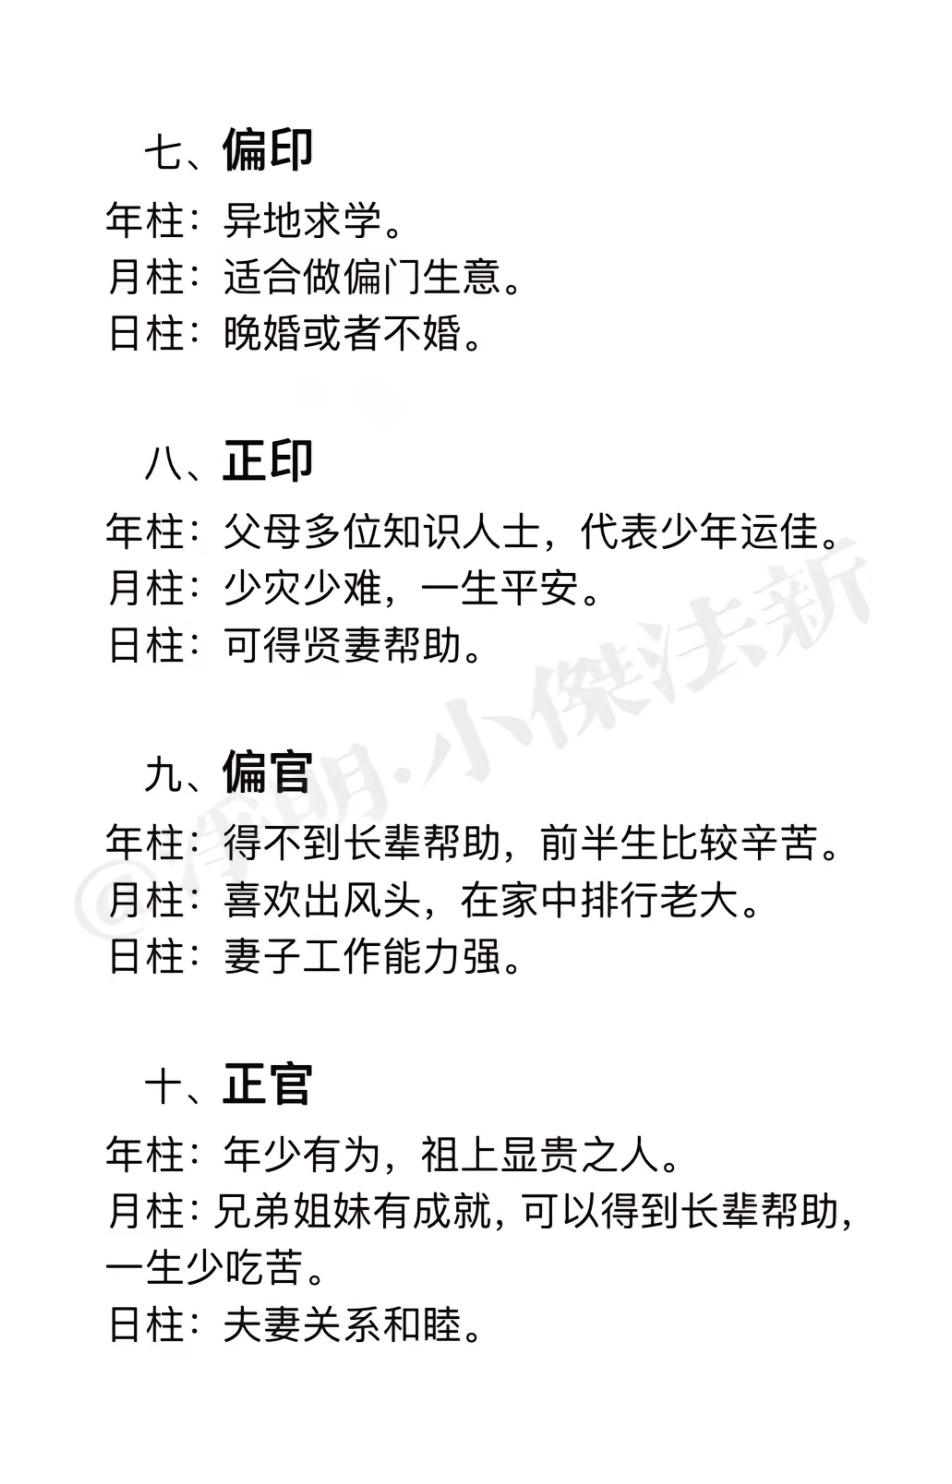 七、偏印
年柱：异地求学。
月柱：适合做偏门生意。
日柱：晚婚或者不婚。
八、正印
年柱：父母多位知识人士，代表少年运佳。
月柱：少灾少难，一生平安。
日柱：可得贤妻帮助。
九、偏官
年柱：得不到长辈帮助，前半生比较辛苦。
月柱：喜欢出风头，在家中排行老大。
日柱：妻子工作能力强。
十、正官
年柱：年少有为，祖上显贵之人。
月柱：兄弟姐妹有成就，可以得到长辈帮助，
一生少吃苦。
日柱：夫妻关系和睦。